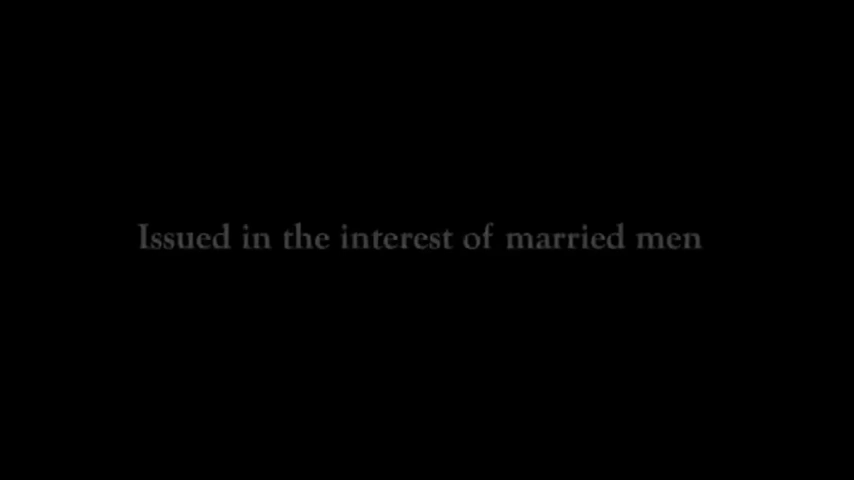 Issued in the interest of married men